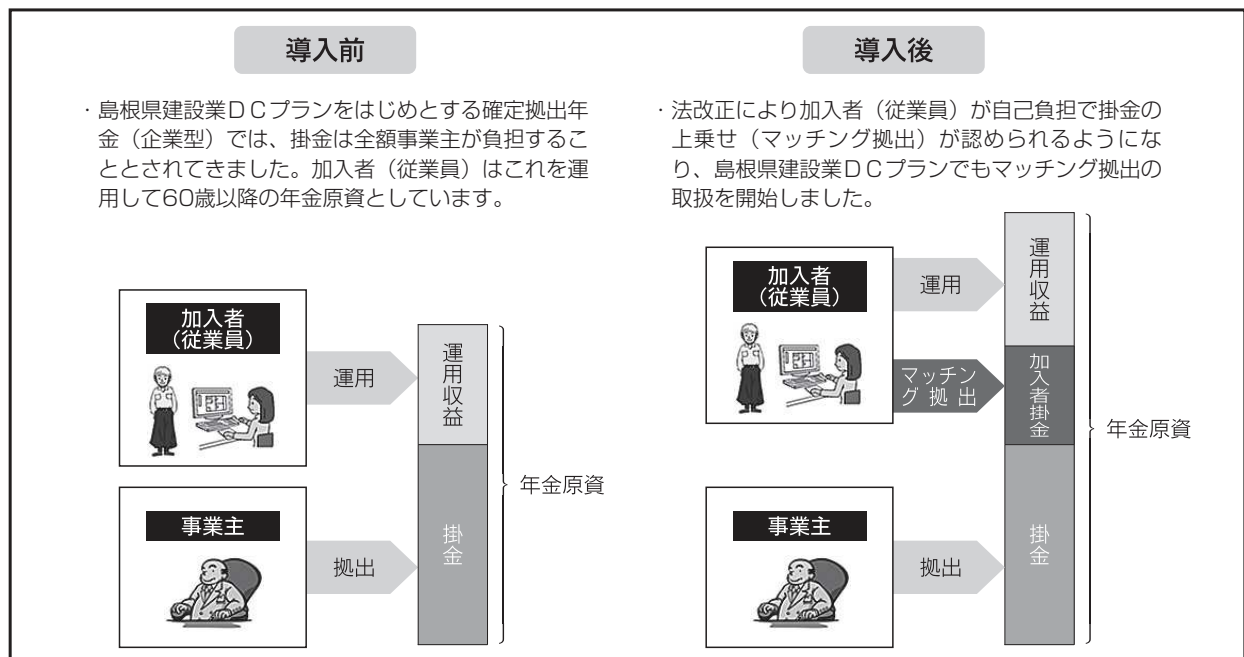 導入前
・島根県建設業DCプランをはじめとする確定拠出年
金（企業型）では、掛金は全額事業主が負担するこ
ととされてきました。加入者（従業員）はこれを運
用して60歳以降の年金原資としています。
加入者
（従業員）
運用
運用収益
事業主
拠出
掛金
年金原資
導入後
・法改正により加入者（従業員）が自己負担で掛金の
上乗せ（マッチング拠出）が認められるようにな
り、島根県建設業DCプランでもマッチング拠出の
取扱を開始しました。
加入者
（従業員）
運用
運用収益
マッチン
グ拠出
加入者掛金
事業主
拠出
掛金
年金原資